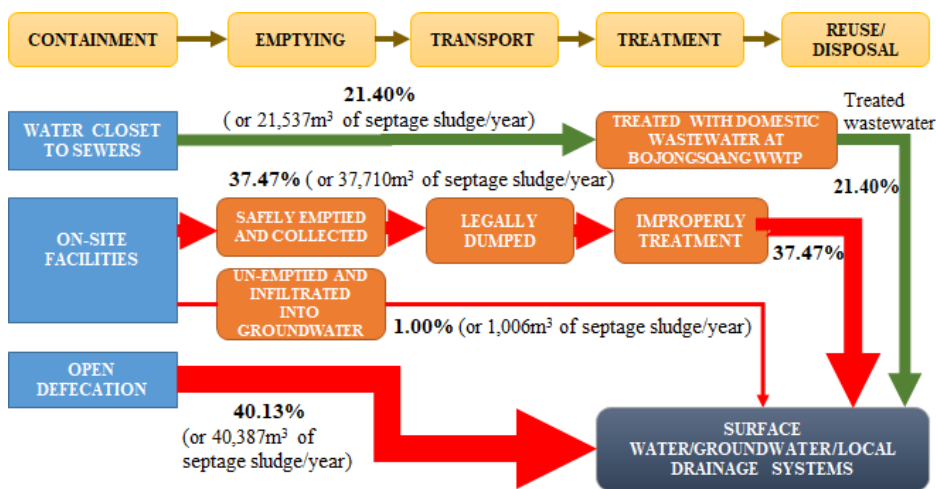 CONTAINMENT
EMPTYING
TRANSPORT
TREATMENT
REUSE/
DISPOSAL
21.40%
( or 21,537m³ of septage sludge/year)
Treated
wastewater
WATER CLOSET
TO SEWERS
TREATED WITH DOMESTIC
WASTEWATER AT
BOJONGSOANG WWTP
21.40%
37.47% ( or 37,710m³ of septage sludge/year)
ON-SITE
FACILITIES
SAFELY EMPTIED
AND COLLECTED
LEGALLY
DUMPED
IMPROPERLY
TREATMENT
37.47%
UN-EMPTIED AND
INFILTRATED
INTO
GROUNDWATER
1.00% (or 1,006m³ of septage sludge/year)
OPEN
DEFECATION
40.13%
(or 40,387m³ of
septage sludge/year)
SURFACE
WATER/GROUNDWATER/LOCAL
DRAINAGE SYSTEMS